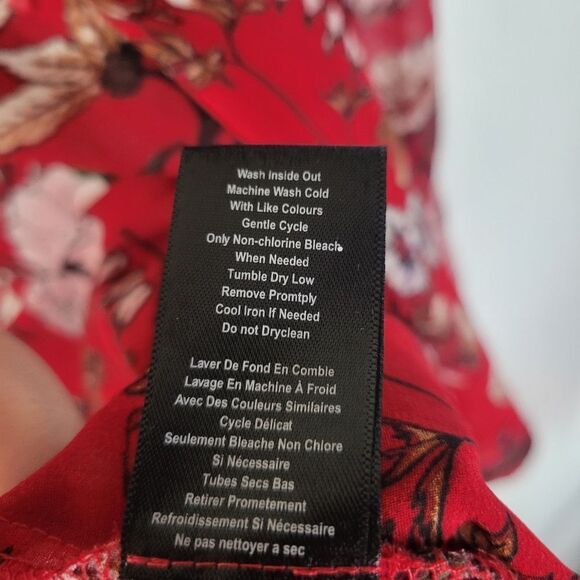 Wash Inside Out
Machine Wash Cold
With Like Colours
Gentle Cycle
Only Non-chlorine Bleach
When Needed
Tumble Dry Low
Remove Promtply
Cool Iron If Needed
Do not Dryclean
Laver De Fond En Comble
Lavage En Machine À Froid
Avec Des Couleurs Similaires
Cycle Délicat
Seulement Bleache Non Chlore
Si Nécessaire
Tubes Secs Bas
Retirer Prometement
Refroidissement Si Nécessaire
Ne pas nettoyer a sec